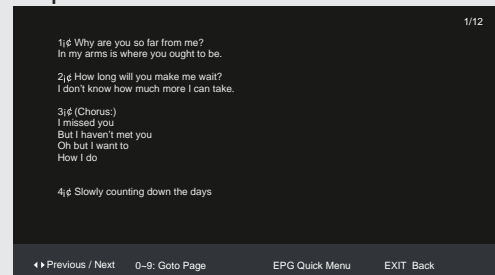 1/12
1¡¢ Why are you so far from me?
In my arms is where you ought to be.
2¡¢ How long will you make me wait?
I don't know how much more I can take.
3¡¢ (Chorus:)
I missed you
But I haven't met you
Oh but I want to
How I do
4¡¢ Slowly counting down the days
Previous / Next 0~9: Goto Page EPG Quick Menu EXIT Back